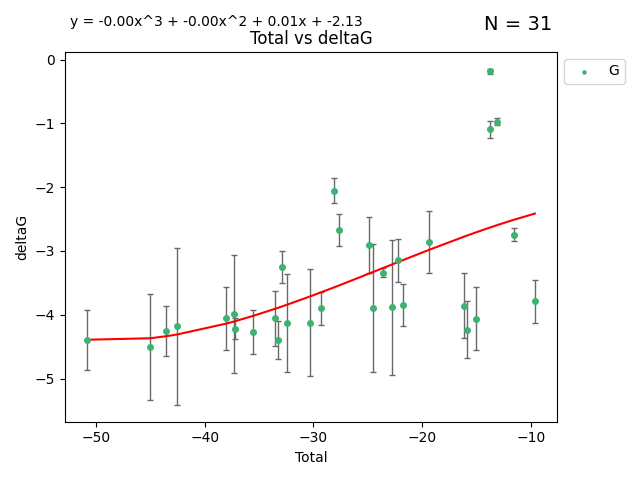 y = -0.00x^3 + -0.00x^2 + 0.01x + -2.13
N = 31
Total vs deltaG
G
0
−1
−2
−3
−4
−5
deltaG
−50 −40 −30 −20 −10
Total